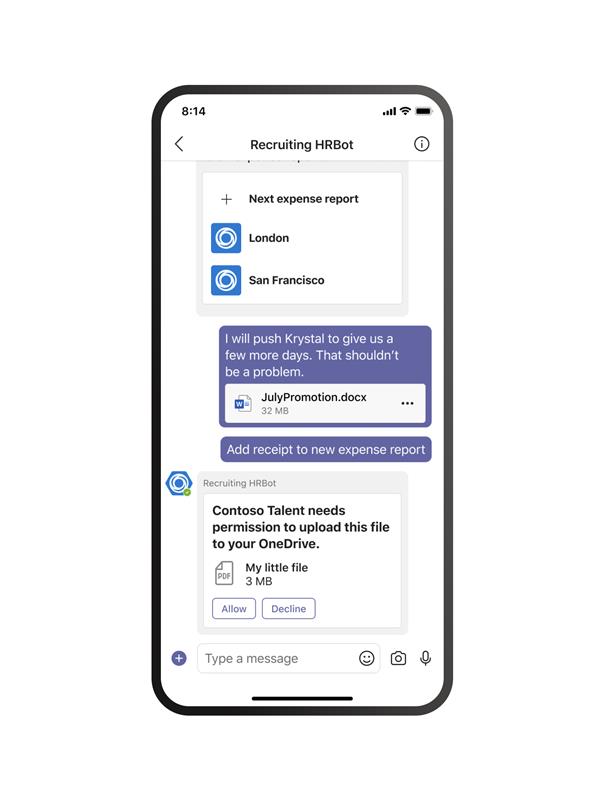 8:14
Recruiting HRBot
Next expense report
London
San Francisco
I will push Krystal to give us a
few more days. That shouldn't
be a problem.
JulyPromotion.docx
32 MB
Add receipt to new expense report
Recruiting HRBot
Contoso Talent needs
permission to upload this file
to your OneDrive.
PDF
My little file
3 MB
Allow
Decline
Type a message